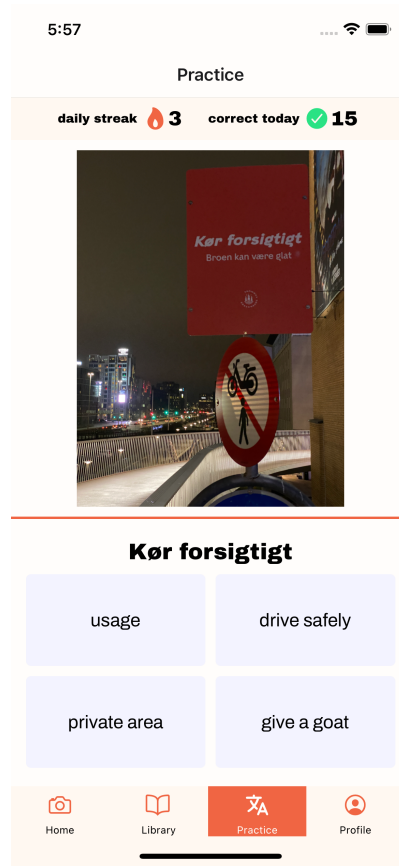 5:57
Practice
daily streak 3 correct today 15
Kør forsigtigt
Broen kan være glat
Kør forsigtigt
usage drive safely
private area give a goat
Home Library Practice Profile